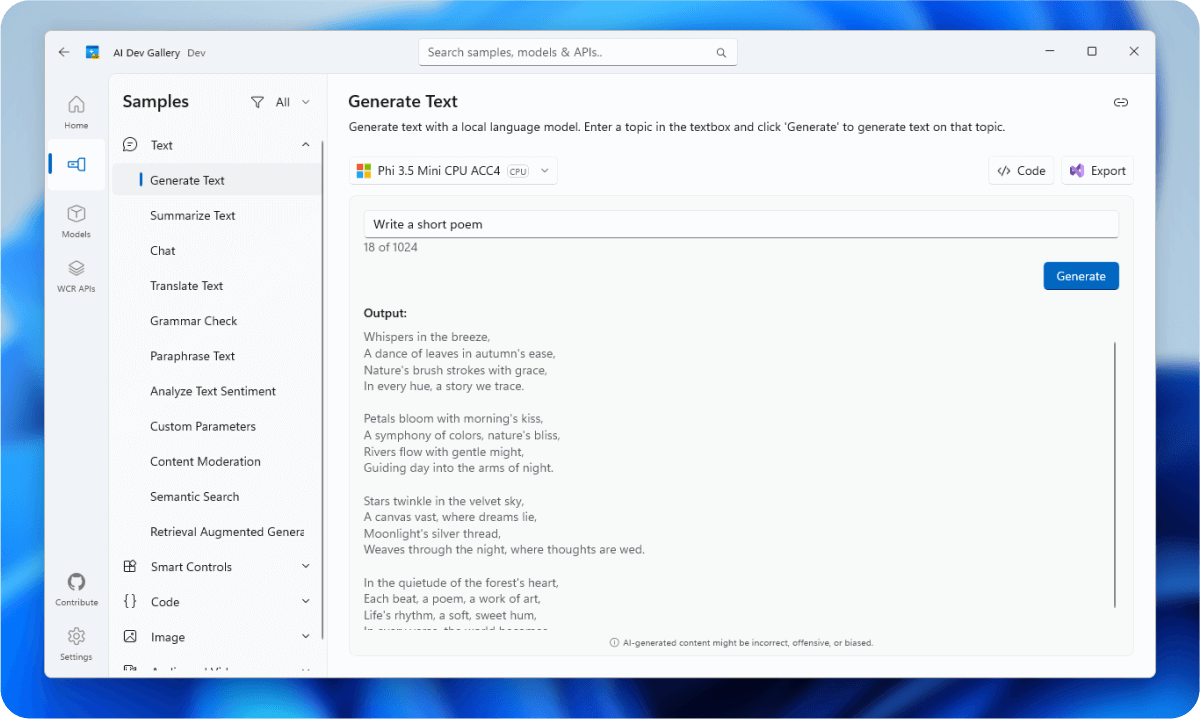 AI Dev Gallery Dev
Search samples, models & APIs..
Home
Models
WCR APIs
Contribute
Settings
Samples
All
Text
Generate Text
Summarize Text
Chat
Translate Text
Grammar Check
Paraphrase Text
Analyze Text Sentiment
Custom Parameters
Content Moderation
Semantic Search
Retrieval Augmented Genera
Smart Controls
Code
Image
Generate Text
Generate text with a local language model. Enter a topic in the textbox and click 'Generate' to generate text on that topic.
Phi 3.5 Mini CPU ACC4 CPU
Code
Export
Write a short poem
18 of 1024
Generate
Output:
Whispers in the breeze,
A dance of leaves in autumn's ease,
Nature's brush strokes with grace,
In every hue, a story we trace.
Petals bloom with morning's kiss,
A symphony of colors, nature's bliss,
Rivers flow with gentle might,
Guiding day into the arms of night.
Stars twinkle in the velvet sky,
A canvas vast, where dreams lie,
Moonlight's silver thread,
Weaves through the night, where thoughts are wed.
In the quietude of the forest's heart,
Each beat, a poem, a work of art,
Life's rhythm, a soft, sweet hum,
AI-generated content might be incorrect, offensive, or biased.